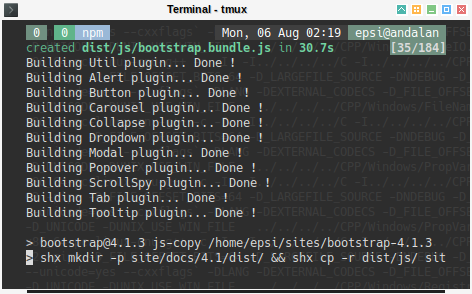 Terminal - tmux
0 0 npm Mon, 06 Aug 02:19 epsi@andalan
created dist/js/bootstrap.bundle.js in 30.7s [35/184]
Building Util plugin... Done !
Building Alert plugin... Done !
Building Button plugin... Done !
Building Carousel plugin... Done !
Building Collapse plugin... Done !
Building Dropdown plugin... Done !
Building Modal plugin... Done !
Building Popover plugin... Done !
Building ScrollSpy plugin... Done !
Building Tab plugin... Done !
Building Tooltip plugin... Done !
> bootstrap@4.1.3 js-copy /home/epsi/sites/bootstrap-4.1.3
> shx mkdir -p site/docs/4.1/dist/ && shx cp -r dist/js/ sit